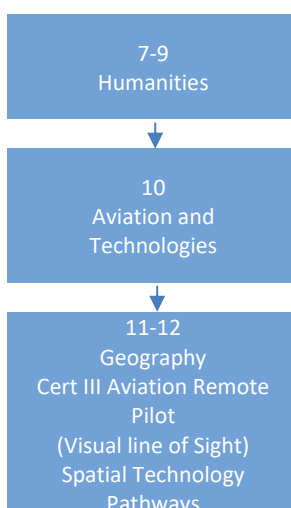 7-9
Humanities
10
Aviation and
Technologies
11-12
Geography
Cert III Aviation Remote
Pilot
(Visual line of Sight)
Spatial Technology
Pathways